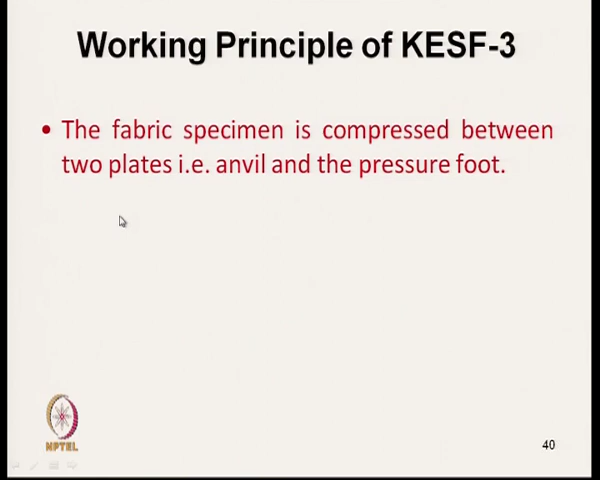 Working Principle of KESF-3
• The fabric specimen is compressed between
two plates i.e. anvil and the pressure foot.
NPTEL
40